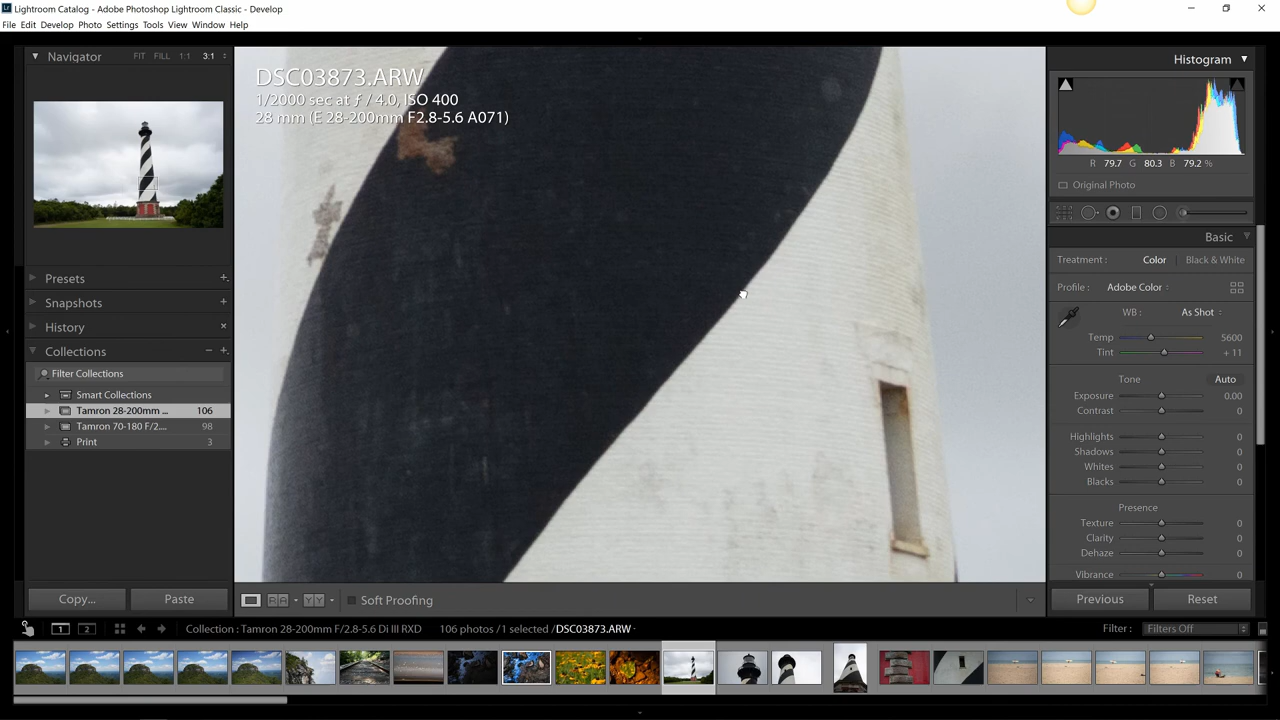 Lightroom Catalog - Adobe Photoshop Lightroom Classic - Develop
File Edit Develop Photo Settings Tools View Window Help
Navigator FIT FILL 1:1 3:1
Presets
Snapshots
History
Collections
Filter Collections
Smart Collections
Tamron 28-200mm ... 106
Tamron 70-180 F/2.... 98
Print 3
Copy... Paste
DSC03873.ARW
1/2000 sec at ƒ / 4.0, ISO 400
28 mm (E 28-200mm F2.8-5.6 A071)
Soft Proofing
Histogram
R 79.7 G 80.3 B 79.2 %
Original Photo
Basic
Treatment : Color Black & White
Profile : Adobe Color
WB : As Shot
Temp 5600
Tint + 11
Tone Auto
Exposure 0.00
Contrast 0
Highlights 0
Shadows 0
Whites 0
Blacks 0
Presence
Texture 0
Clarity 0
Dehaze 0
Vibrance 0
Previous Reset
1 2 Collection : Tamron 28-200mm F/2.8-5.6 Di III RXD 106 photos / 1 selected / DSC03873.ARW Filter : Filters Off